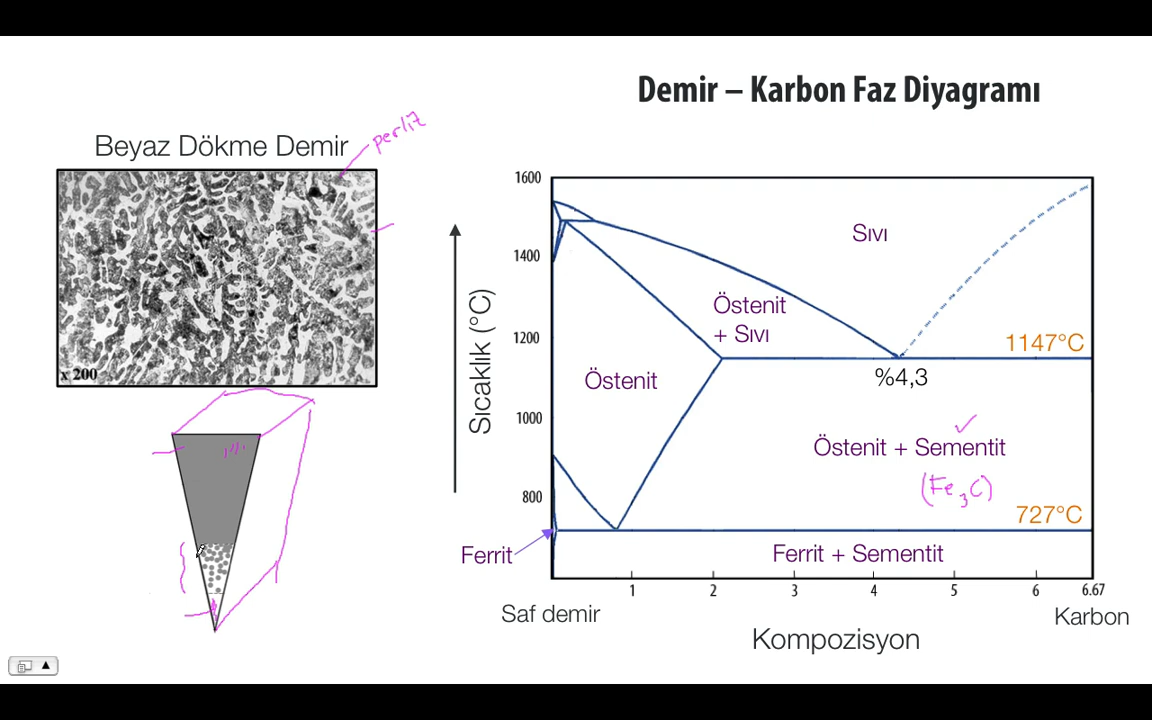 Demir – Karbon Faz Diyagramı
Beyaz Dökme Demir
perlit
x 200
Sıcaklık (°C)
1600
1400
1200
1000
800
Sıvı
Östenit
+ Sıvı
1147°C
%4,3
Östenit
Östenit + Sementit
(Fe3C)
727°C
Ferrit
Ferrit + Sementit
1 2 3 4 5 6 6.67
Saf demir
Karbon
Kompozisyon